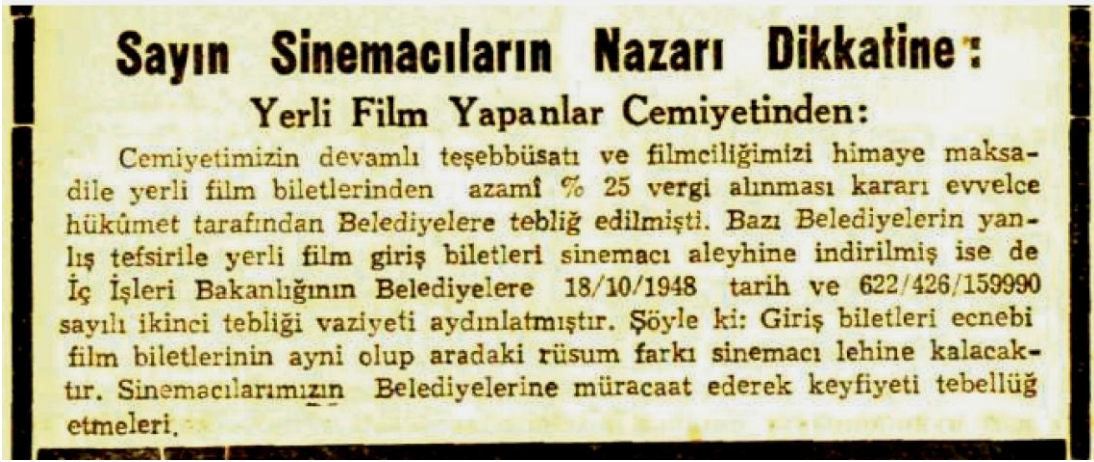 Sayın Sinemacıların Nazarı Dikkatine:
Yerli Film Yapanlar Cemiyetinden:
Cemiyetimizin devamlı teşebbüsatı ve filmciliğimizi himaye maksa-
dile yerli film biletlerinden azamî % 25 vergi alınması kararı evvelce
hükûmet tarafından Belediyelere tebliğ edilmişti. Bazı Belediyelerin yan-
lış tefsirile yerli film giriş biletleri sinemacı aleyhine indirilmiş ise de
İç İşleri Bakanlığının Belediyelere 18/10/1948 tarih ve 622/426/159990
sayılı ikinci tebliği vaziyeti aydınlatmıştır. Şöyle ki: Giriş biletleri ecnebi
film biletlerinin ayni olup aradaki rüsum farkı sinemacı lehine kalacak-
tır. Sinemacılarımızın Belediyelerine müracaat ederek keyfiyeti tebellüğ
etmeleri.